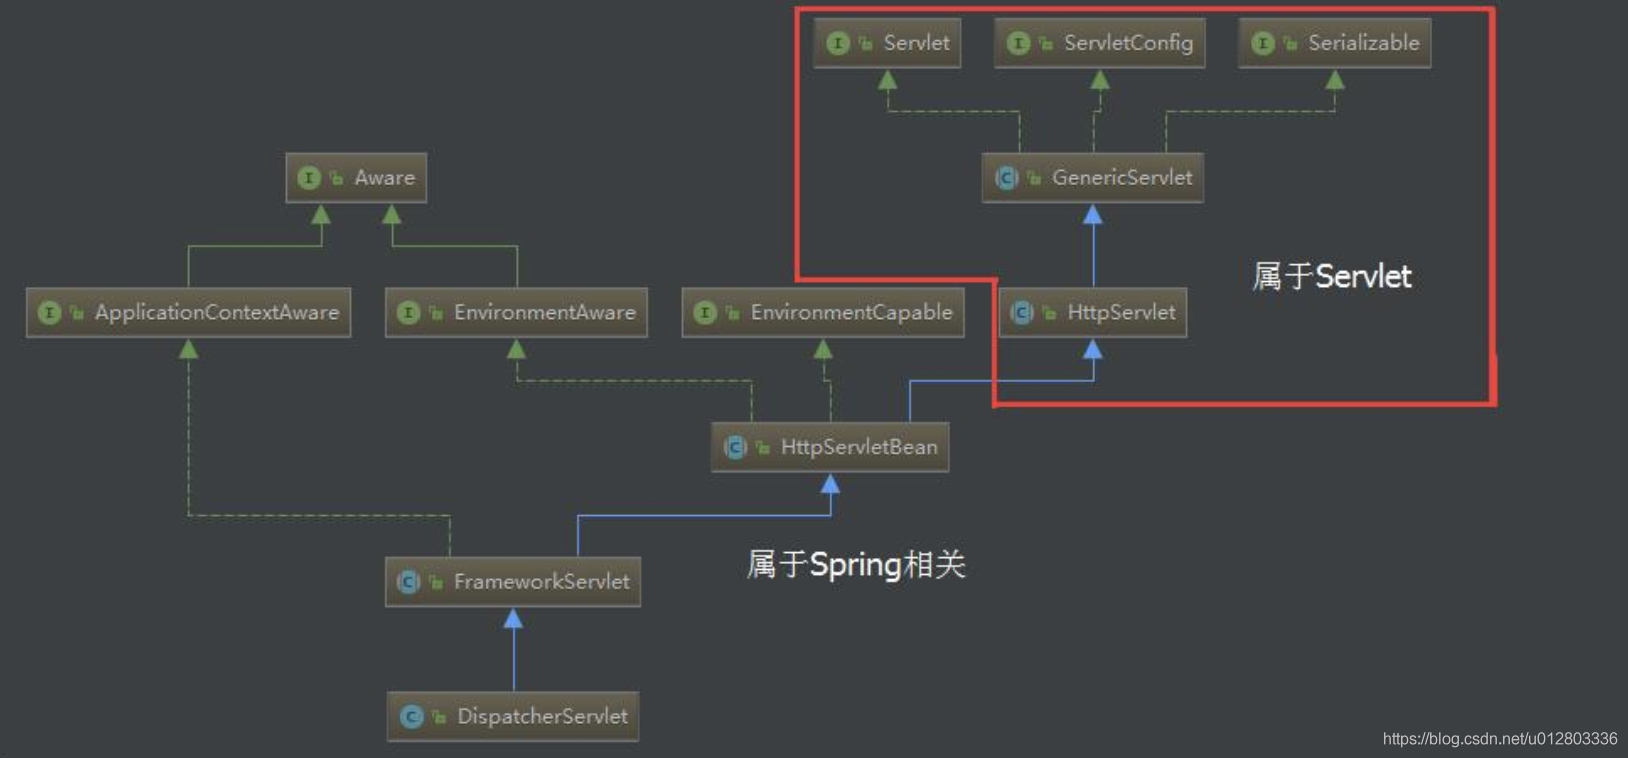 Servlet
ServletConfig
Serializable
Aware
GenericServlet
属于Servlet
ApplicationContextAware
EnvironmentAware
EnvironmentCapable
HttpServlet
HttpServletBean
属于Spring相关
FrameworkServlet
DispatcherServlet
https://blog.csdn.net/u012803336